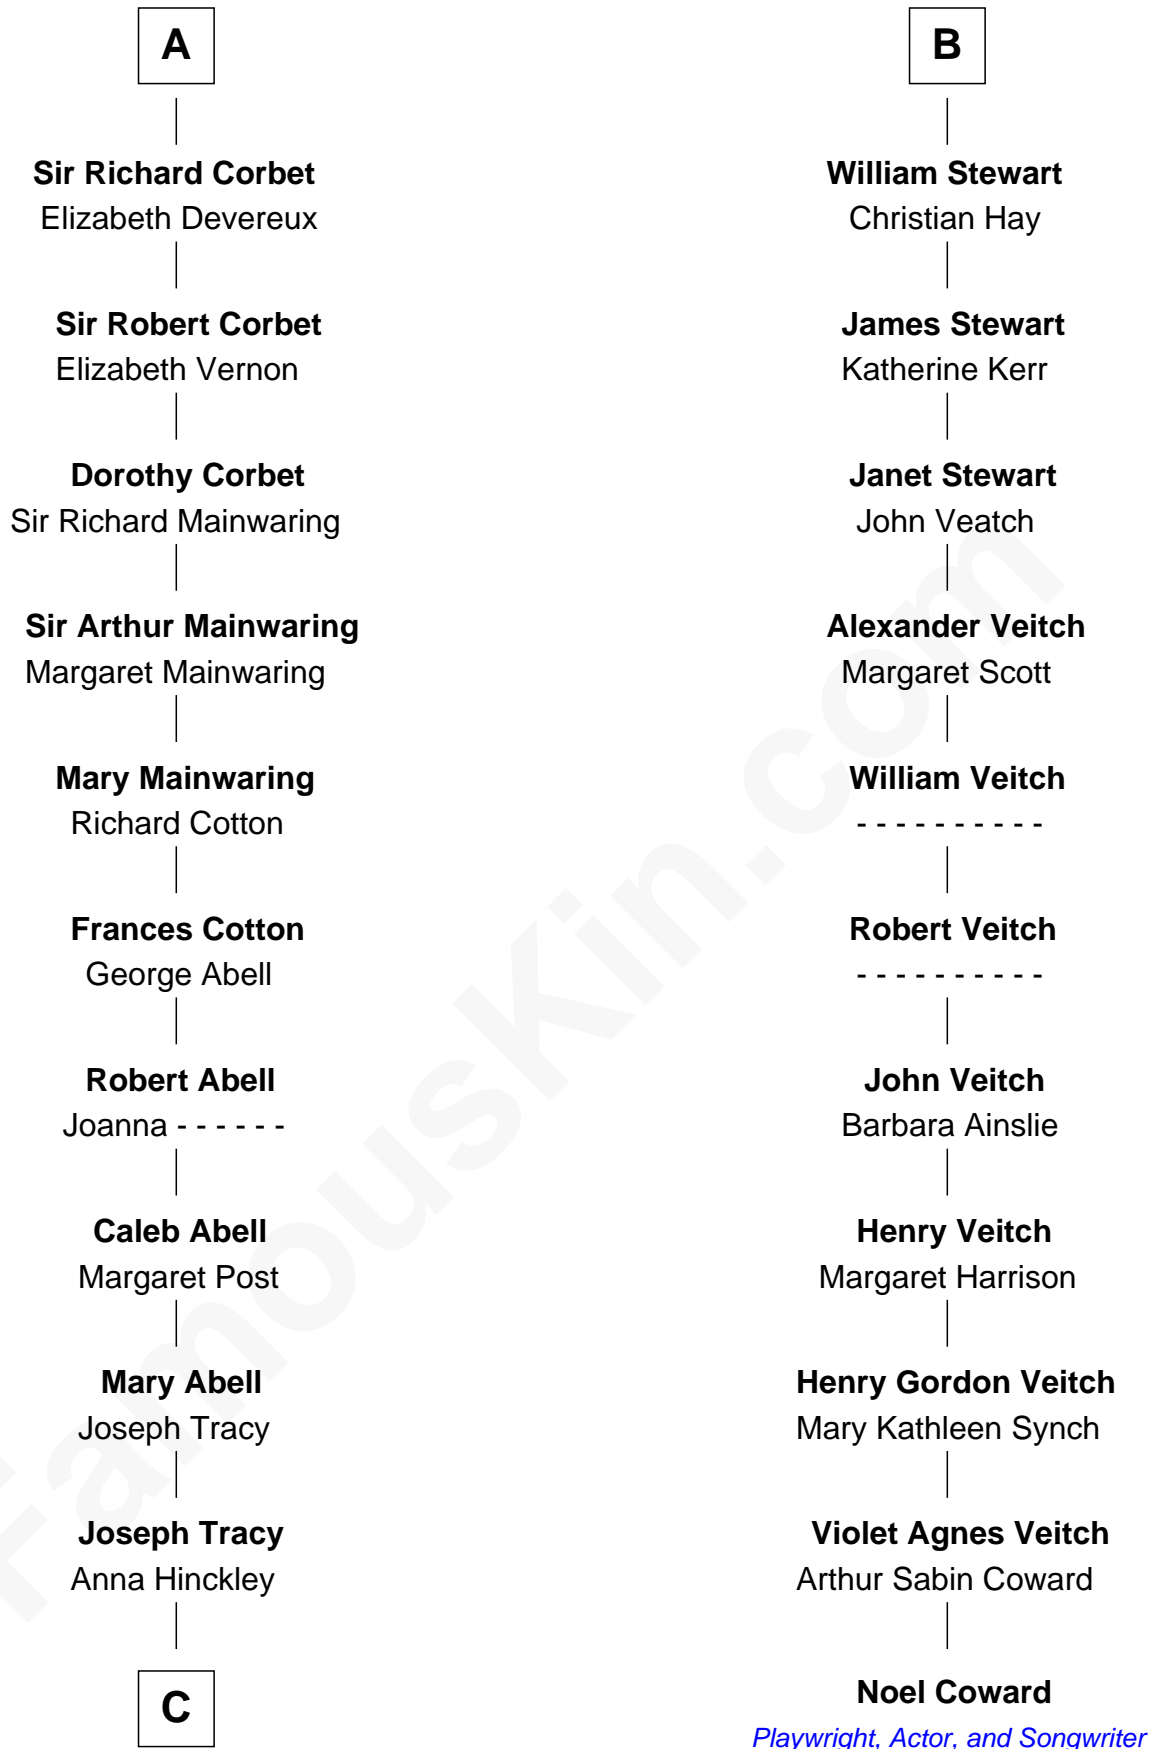 A
Sir Richard Corbet
Elizabeth Devereux
Sir Robert Corbet
Elizabeth Vernon
Dorothy Corbet
Sir Richard Mainwaring
Sir Arthur Mainwaring
Margaret Mainwaring
Mary Mainwaring
Richard Cotton
Frances Cotton
George Abell
Robert Abell
Joanna - - - - - -
Caleb Abell
Margaret Post
Mary Abell
Joseph Tracy
Joseph Tracy
Anna Hinckley
C
B
William Stewart
Christian Hay
James Stewart
Katherine Kerr
Janet Stewart
John Veatch
Alexander Veitch
Margaret Scott
William Veitch
- - - - - - - - - -
Robert Veitch
- - - - - - - - - -
John Veitch
Barbara Ainslie
Henry Veitch
Margaret Harrison
Henry Gordon Veitch
Mary Kathleen Synch
Violet Agnes Veitch
Arthur Sabin Coward
Noel Coward
Playwright, Actor, and Songwriter
FamousKin.com